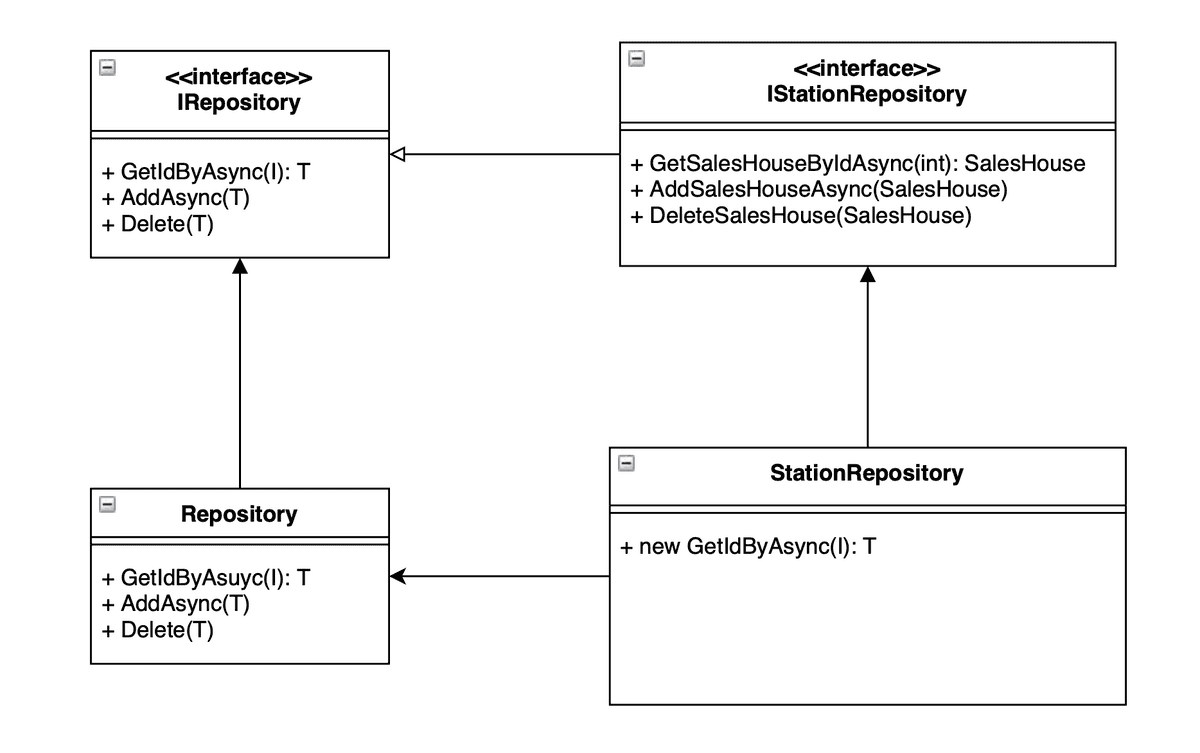 <<interface>>
IRepository
+ GetIdByAsync(I): T
+ AddAsync(T)
+ Delete(T)
<<interface>>
IStationRepository
+ GetSalesHouseByIdAsync(int): SalesHouse
+ AddSalesHouseAsync(SalesHouse)
+ DeleteSalesHouse(SalesHouse)
Repository
+ GetIdByAsuyc(I): T
+ AddAsync(T)
+ Delete(T)
StationRepository
+ new GetIdByAsync(I): T